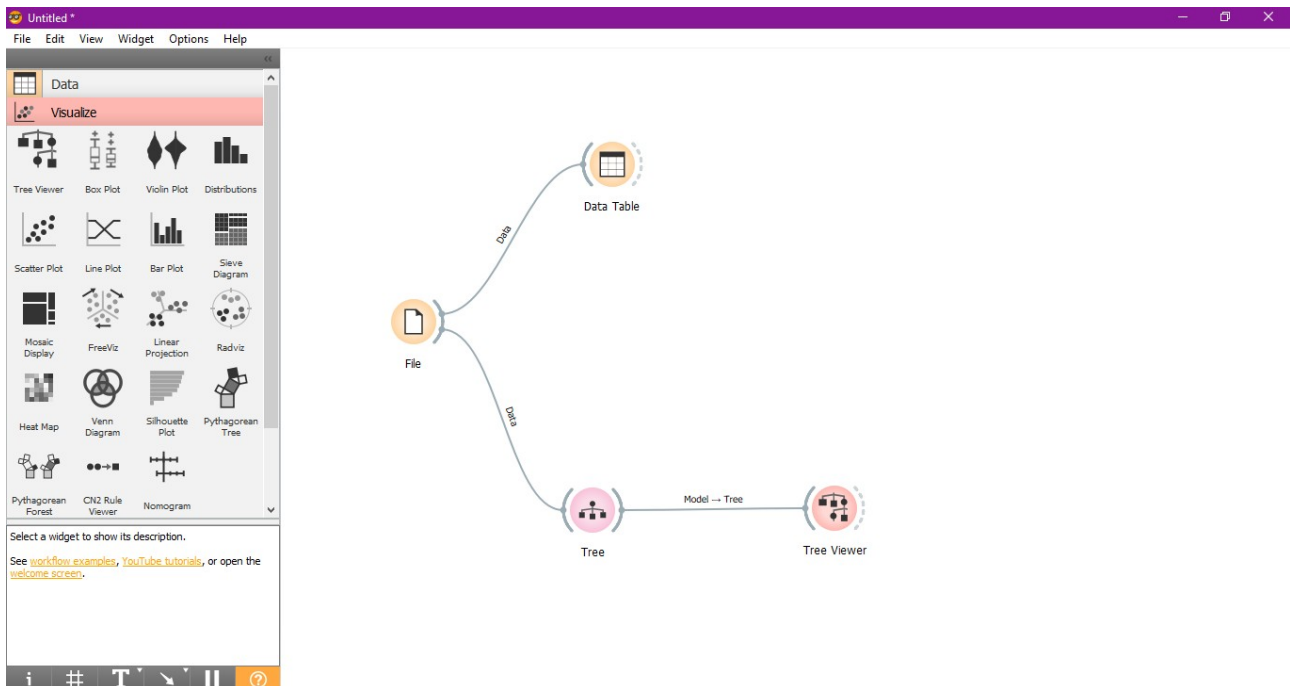 Untitled *
File Edit View Widget Options Help
Data
Visualize
Tree Viewer Box Plot Violin Plot Distributions
Scatter Plot Line Plot Bar Plot Sieve
Diagram
Mosaic
Display FreeViz Linear
Projection Radviz
Heat Map Venn
Diagram Silhouette
Plot Pythagorean
Tree
Pythagorean
Forest CN2 Rule
Viewer Nomogram
Select a widget to show its description.
See workflow examples, YouTube tutorials, or open the
welcome screen.
i # T ?
Data Table
Data
File
Data
Tree
Model → Tree
Tree Viewer